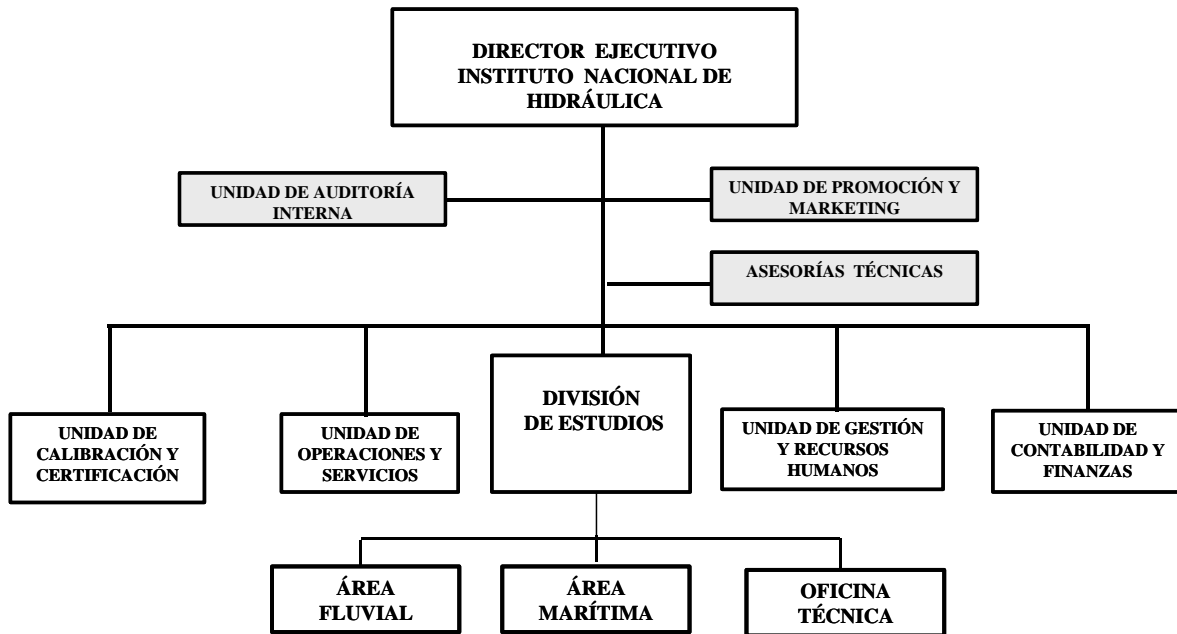 DIRECTOR EJECUTIVO
INSTITUTO NACIONAL DE
HIDRÁULICA
UNIDAD DE AUDITORÍA
INTERNA
UNIDAD DE PROMOCIÓN Y
MARKETING
ASESORÍAS TÉCNICAS
UNIDAD DE
CALIBRACIÓN Y
CERTIFICACIÓN
UNIDAD DE
OPERACIONES Y
SERVICIOS
DIVISIÓN
DE ESTUDIOS
UNIDAD DE GESTIÓN
Y RECURSOS
HUMANOS
UNIDAD DE
CONTABILIDAD Y
FINANZAS
ÁREA
FLUVIAL
ÁREA
MARÍTIMA
OFICINA
TÉCNICA